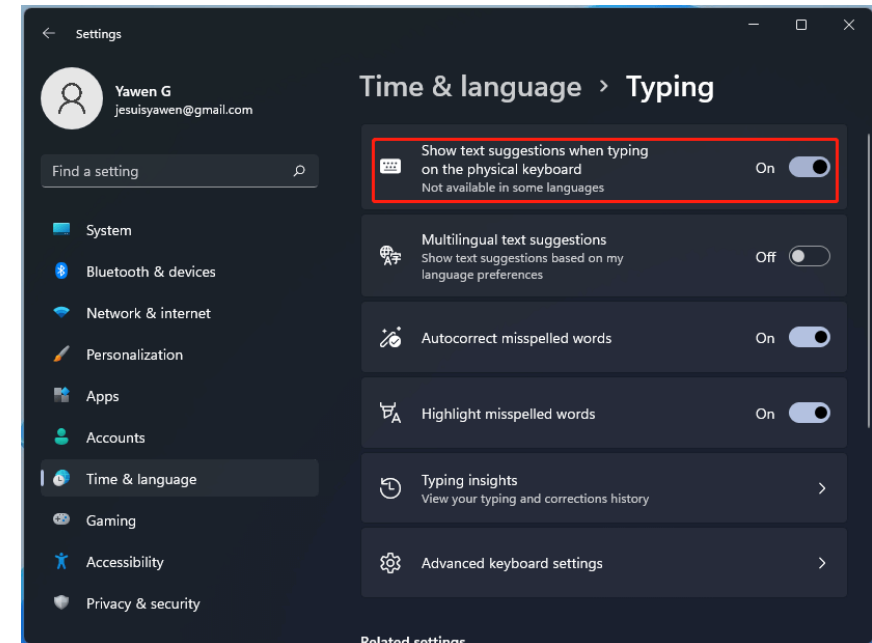 Settings
Yawen G
jesuisyawen@gmail.com
Find a setting
System
Bluetooth & devices
Network & internet
Personalization
Apps
Accounts
Time & language
Gaming
Accessibility
Privacy & security
Time & language > Typing
Show text suggestions when typing
on the physical keyboard
Not available in some languages
On
Multilingual text suggestions
Show text suggestions based on my
language preferences
Off
Autocorrect misspelled words
On
Highlight misspelled words
On
Typing insights
View your typing and corrections history
Advanced keyboard settings
Related settings